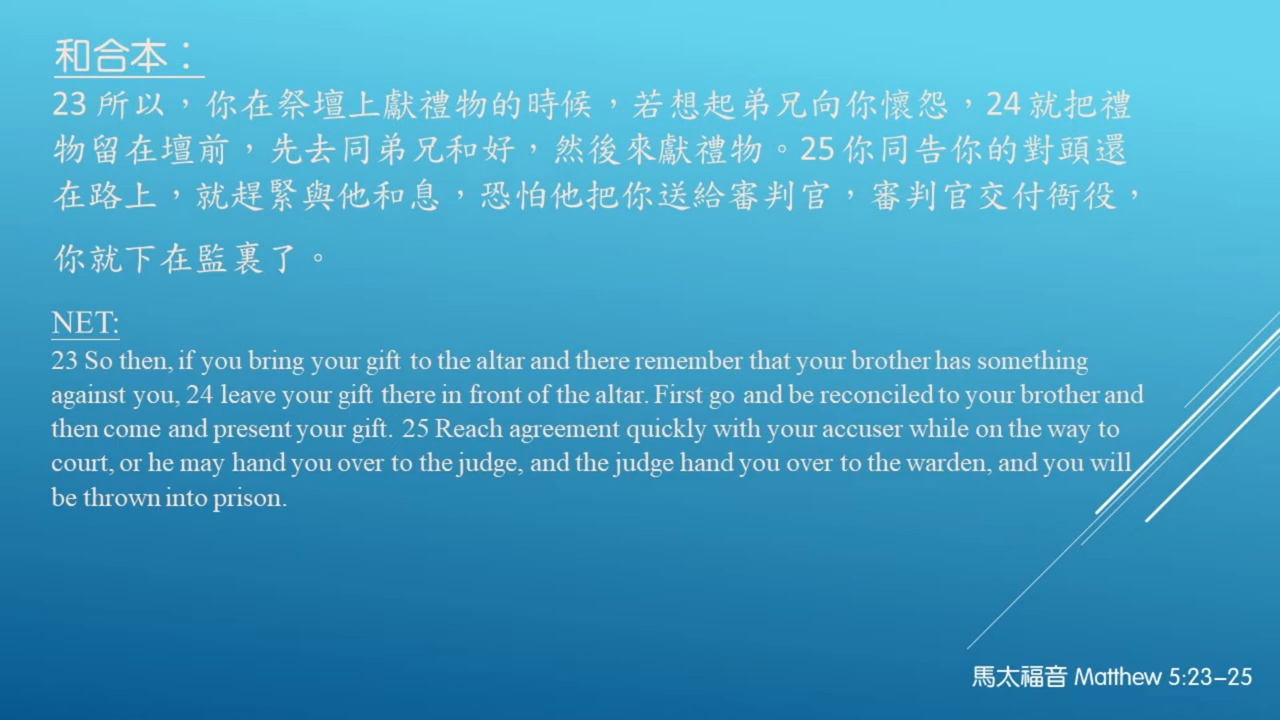 和合本：
23 所以，你在祭壇上獻禮物的時候，若想起弟兄向你懷怨，24 就把禮
物留在壇前，先去同弟兄和好，然後來獻禮物。25 你同告你的對頭還
在路上，就趕緊與他和息，恐怕他把你送給審判官，審判官交付衙役，
你就下在監裏了。
NET:
23 So then, if you bring your gift to the altar and there remember that your brother has something
against you, 24 leave your gift there in front of the altar. First go and be reconciled to your brother and
then come and present your gift. 25 Reach agreement quickly with your accuser while on the way to
court, or he may hand you over to the judge, and the judge hand you over to the warden, and you will
be thrown into prison.
馬太福音 Matthew 5:23–25